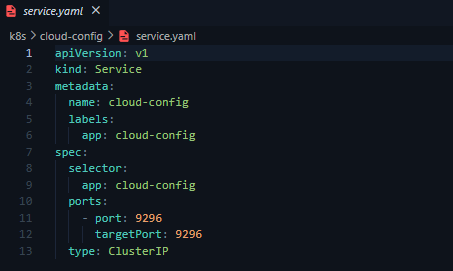 service.yaml
k8s > cloud-config > service.yaml
1 apiVersion: v1
2 kind: Service
3 metadata:
4   name: cloud-config
5   labels:
6     app: cloud-config
7 spec:
8   selector:
9     app: cloud-config
10   ports:
11     - port: 9296
12       targetPort: 9296
13   type: ClusterIP